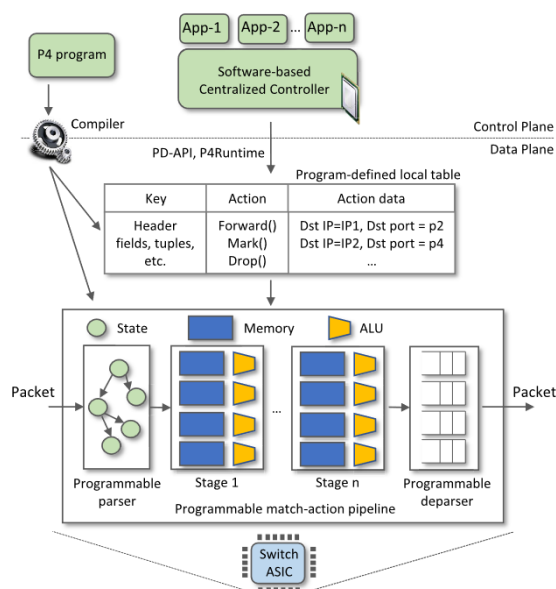 App-1 App-2 ... App-n
P4 program
Software-based
Centralized Controller
Compiler
Control Plane
Data Plane
PD-API, P4Runtime
Program-defined local table
Key Action Action data
Header Forward() Dst IP=IP1, Dst port = p2
fields, tuples, Mark() Dst IP=IP2, Dst port = p4
etc. Drop() ...
State Memory ALU
Packet ... Packet
Programmable parser
Stage 1
Stage n
Programmable deparser
Programmable match-action pipeline
Switch
ASIC